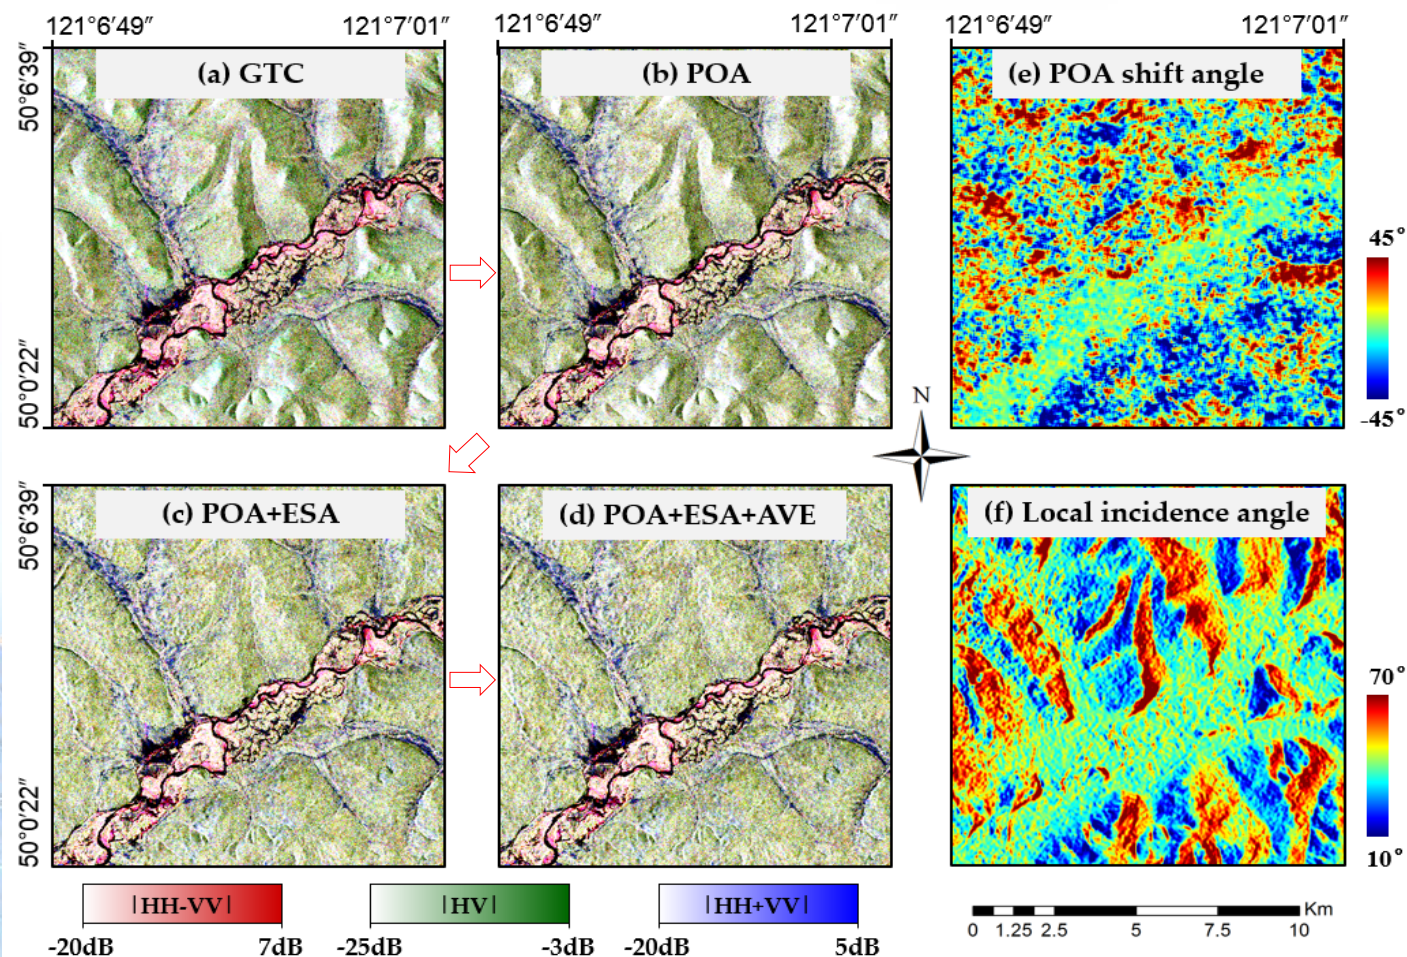 121°6′49″ 121°7′01″ 121°6′49″ 121°7′01″ 121°6′49″ 121°7′01″
50°6′39″
(a) GTC
(b) POA
(e) POA shift angle
45°
-45°
50°0′22″
N
50°6′39″
(c) POA+ESA
(d) POA+ESA+AVE
(f) Local incidence angle
70°
10°
50°0′22″
|HH-VV|
|HV|
|HH+VV|
-20dB 7dB -25dB -3dB -20dB 5dB
Km
0 1.25 2.5 5 7.5 10